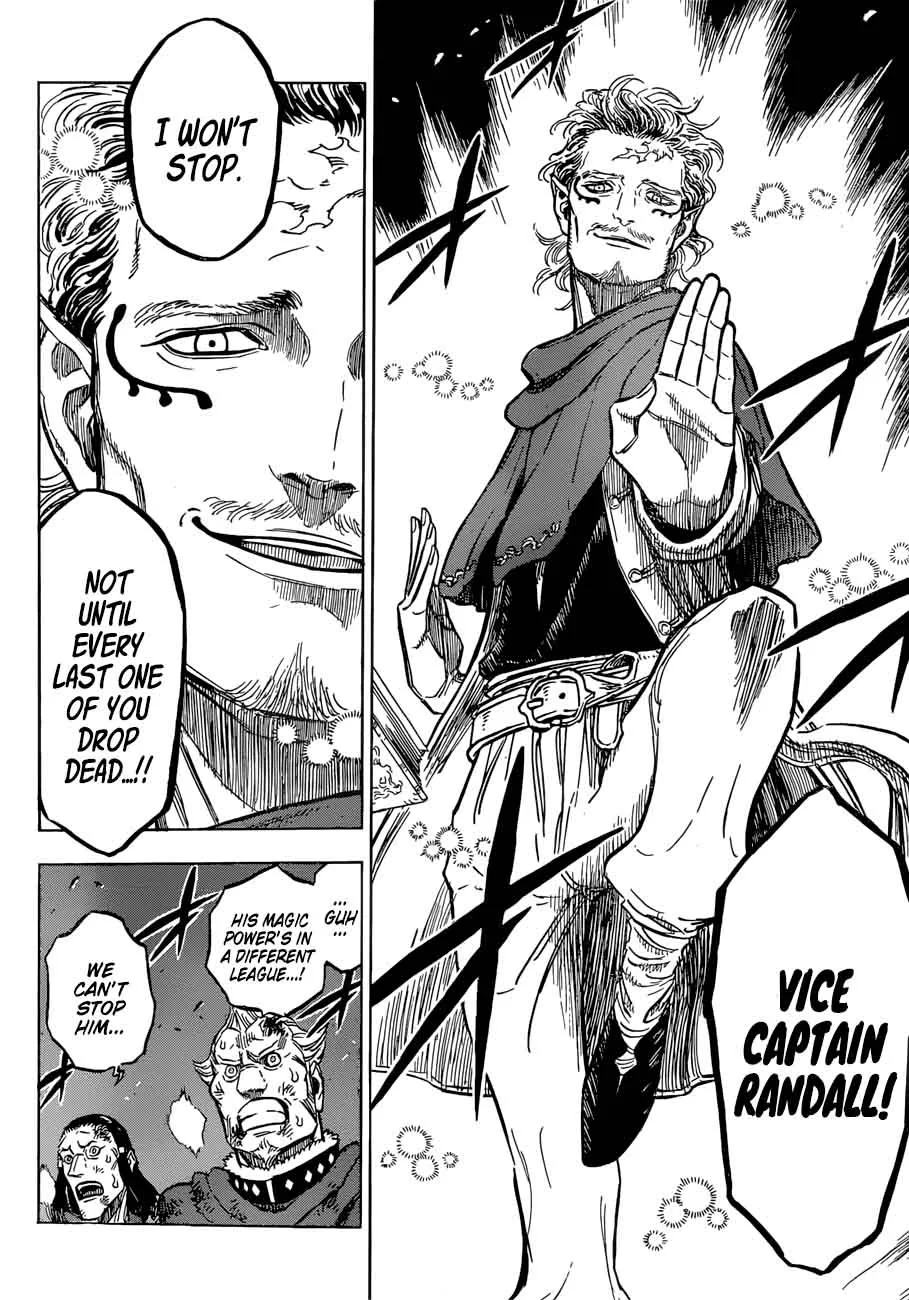 VICE
CAPTAIN
RANDALL!
I WON'T
STOP.
NOT
UNTIL
EVERY
LAST ONE
OF YOU
DROP
DEAD...!!
...
GUH
...
HIS MAGIC
POWER'S IN
A DIFFERENT
LEAGUE...!
WE
CAN'T
STOP
HIM...